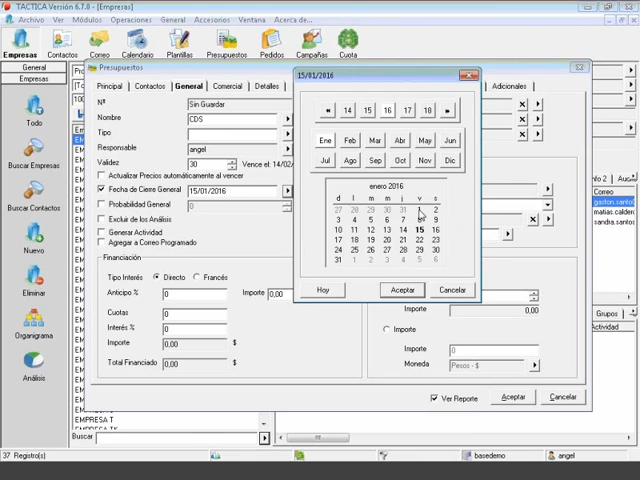 TACTICA Versión 6.7.0 - [Empresas]
Archivo Ver Módulos Operaciones General Accesorios Ventana Acerca de...
Empresas Contactos Correo Calendario Plantillas Presupuestos Pedidos Campañas Cuota
General
Empresas
Todo
Buscar Empresas
Buscar Contactos
Nuevo
Eliminar
Organigrama
Análisis
Presupuestos
Principal Contactos General Comercial Detalles
Adicionales
Nº Sin Guardar
Nombre CDS
Tipo
Responsable angel
Validez 30 Vence el: 14/02/
Actualizar Precios automáticamente al vencer
Fecha de Cierre General 15/01/2016
Probabilidad General 0
Excluir de los Análisis
Generar Actividad
Agregar a Correo Programado
Financiación
Tipo Interés Directo Francés
Anticipo % 0 Importe 0,00
Cuotas 0
Interés % 0
Importe 0,00 $
Total Financiado 0,00 $
15/01/2016
14 15 16 17 18
Ene Feb Mar Abr May Jun
Jul Ago Sep Oct Nov Dic
enero 2016
d l m m j v s
27 28 29 30 31 1 2
3 4 5 6 7 8 9
10 11 12 13 14 15 16
17 18 19 20 21 22 23
24 25 26 27 28 29 30
31 1 2 3 4 5 6
Hoy Aceptar Cancelar
Importe 0,00
Importe
Importe 0
Moneda Pesos - $
Ver Reporte Aceptar Cancelar
Correo
gaston.santo
matias.calder
sandra.santos
Grupos
Actividad
EMPRESA T
EMPRESA TK
Buscar
37 Registro(s) basedemo angel